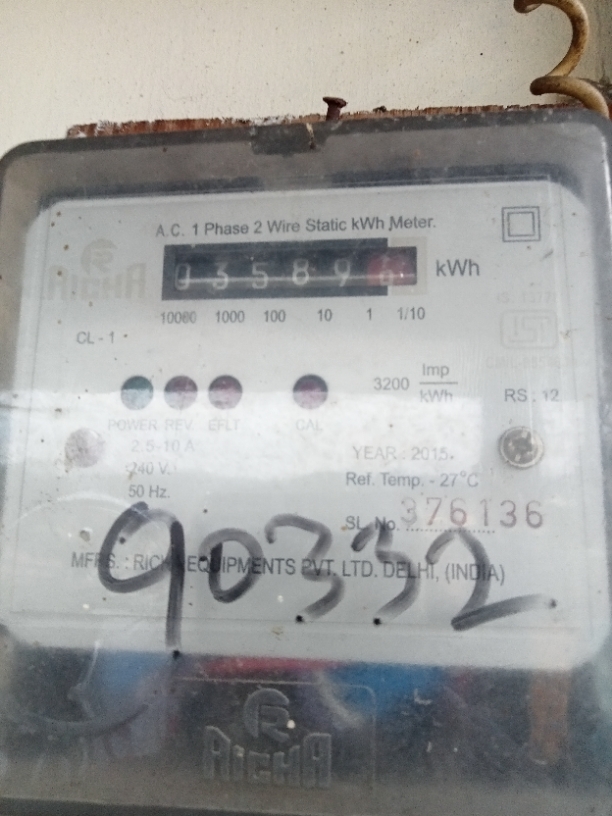 A.C. 1 Phase 2 Wire Static kWh Meter.
03589 kWh
10000 1000 100 10 1 1/10
CL - 1
3200 Imp/kWh
RS : 12
POWER REV EFLT CAL
2.5-10 A
240 V.
50 Hz.
YEAR : 2015
Ref. Temp. - 27°C
SL. No. 376136
90332
MFRS. : RICHA EQUIPMENTS PVT. LTD. DELHI, (INDIA)
RICHA